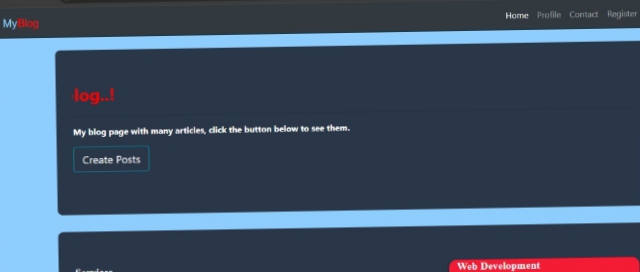 MyBlog
Home Profile Contact Register
log..!
My blog page with many articles, click the button below to see them.
Create Posts
Services
Web Development